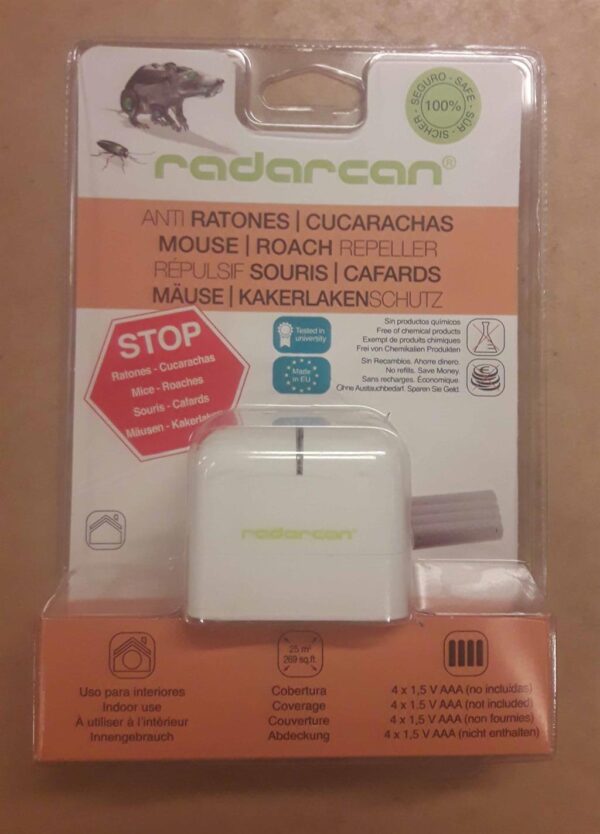 SEGURO - SAFE - SÛR - SICHER -
100%
radarcan®
ANTI RATONES | CUCARACHAS
MOUSE | ROACH REPELLER
RÉPULSIF SOURIS | CAFARDS
MÄUSE | KAKERLAKENSCHUTZ
STOP
Ratones - Cucarachas
Mice - Roaches
Souris - Cafards
Mäusen -
Tested in
university
Made
in EU
Sin productos químicos
Free of chemical products
Exempt de produits chimiques
Frei von Chemikalien Produkten
Sin Recambios. Ahorre dinero.
No refills. Save Money.
Sans recharges. Économique.
Ohne Austauschbedarf. Sparen Sie Geld.
radarcan®
Uso para interiores
Indoor use
À utiliser à l'intérieur
Innengebrauch
25 m²
269 sq.ft.
Cobertura
Coverage
Couverture
Abdeckung
4 x 1,5 V AAA (no incluidas)
4 x 1.5 V AAA (not included)
4 x 1,5 V AAA (non fournies)
4 x 1,5 V AAA (nicht enthalten)